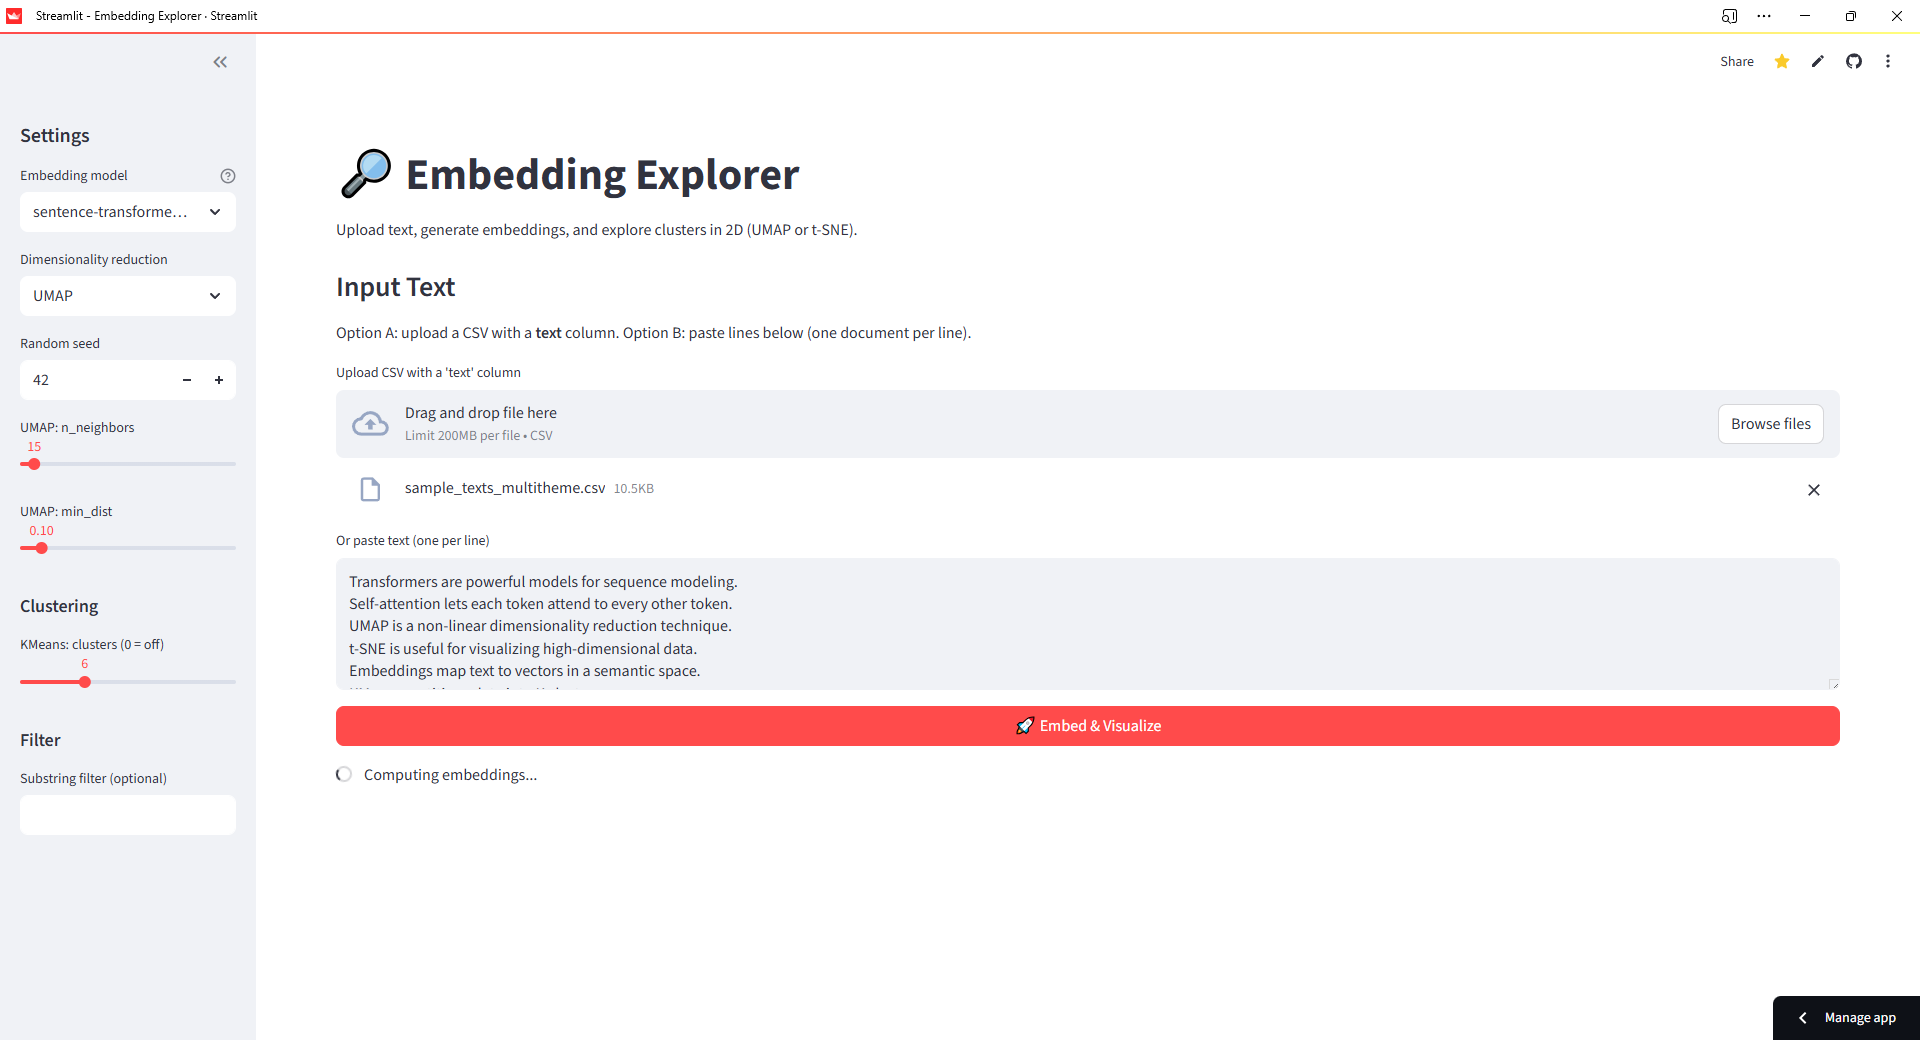 Streamlit - Embedding Explorer · Streamlit
Share
Settings
Embedding model
sentence-transforme...
Dimensionality reduction
UMAP
Random seed
42
UMAP: n_neighbors
15
UMAP: min_dist
0.10
Clustering
KMeans: clusters (0 = off)
6
Filter
Substring filter (optional)
Embedding Explorer
Upload text, generate embeddings, and explore clusters in 2D (UMAP or t-SNE).
Input Text
Option A: upload a CSV with a text column. Option B: paste lines below (one document per line).
Upload CSV with a 'text' column
Drag and drop file here
Limit 200MB per file • CSV
Browse files
sample_texts_multitheme.csv 10.5KB
Or paste text (one per line)
Transformers are powerful models for sequence modeling.
Self-attention lets each token attend to every other token.
UMAP is a non-linear dimensionality reduction technique.
t-SNE is useful for visualizing high-dimensional data.
Embeddings map text to vectors in a semantic space.
Embed & Visualize
Computing embeddings...
Manage app